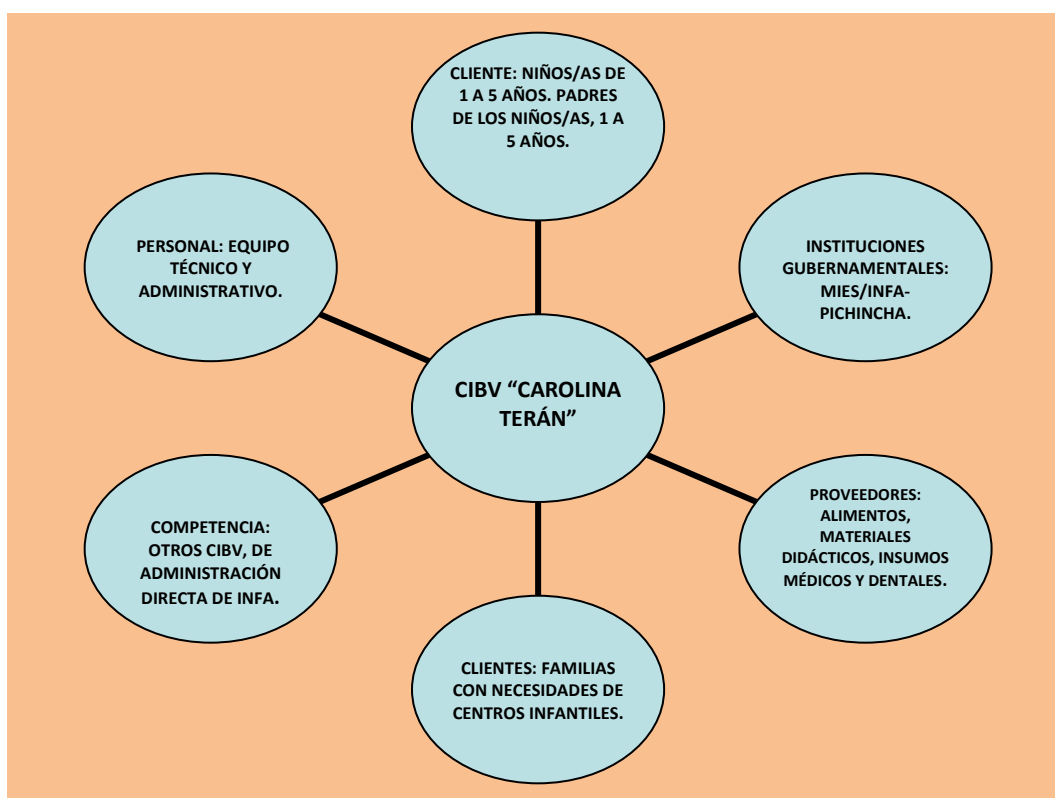 CLIENTE: NIÑOS/AS DE
1 A 5 AÑOS. PADRES
DE LOS NIÑOS/AS, 1 A
5 AÑOS.
PERSONAL: EQUIPO
TÉCNICO Y
ADMINISTRATIVO.
INSTITUCIONES
GUBERNAMENTALES:
MIES/INFA-
PICHINCHA.
CIBV “CAROLINA
TERÁN”
COMPETENCIA:
OTROS CIBV, DE
ADMINISTRACIÓN
DIRECTA DE INFA.
PROVEEDORES:
ALIMENTOS,
MATERIALES
DIDÁCTICOS, INSUMOS
MÉDICOS Y DENTALES.
CLIENTES: FAMILIAS
CON NECESIDADES DE
CENTROS INFANTILES.